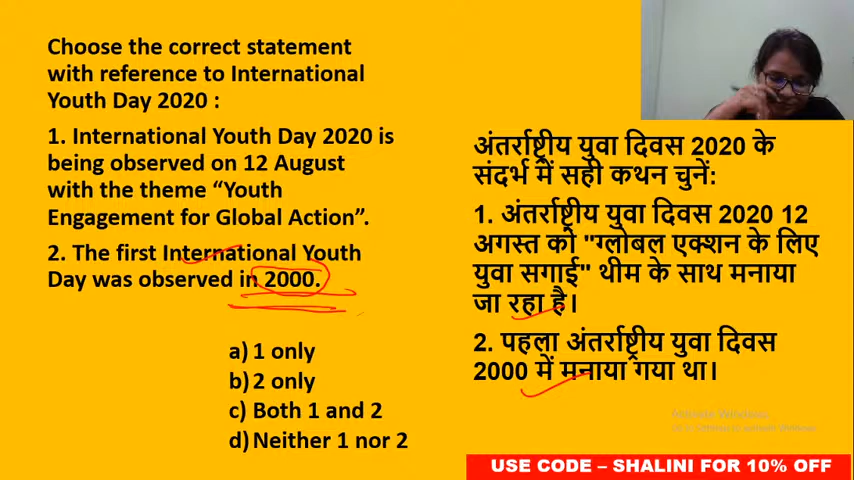 Choose the correct statement
with reference to International
Youth Day 2020 :
1. International Youth Day 2020 is
being observed on 12 August
with the theme “Youth
Engagement for Global Action”.
2. The first International Youth
Day was observed in 2000.
a) 1 only
b) 2 only
c) Both 1 and 2
d) Neither 1 nor 2
अंतर्राष्ट्रीय युवा दिवस 2020 के
संदर्भ में सही कथन चुनें:
1. अंतर्राष्ट्रीय युवा दिवस 2020 12
अगस्त को "ग्लोबल एक्शन के लिए
युवा सगाई" थीम के साथ मनाया
जा रहा है।
2. पहला अंतर्राष्ट्रीय युवा दिवस
2000 में मनाया गया था।
USE CODE – SHALINI FOR 10% OFF